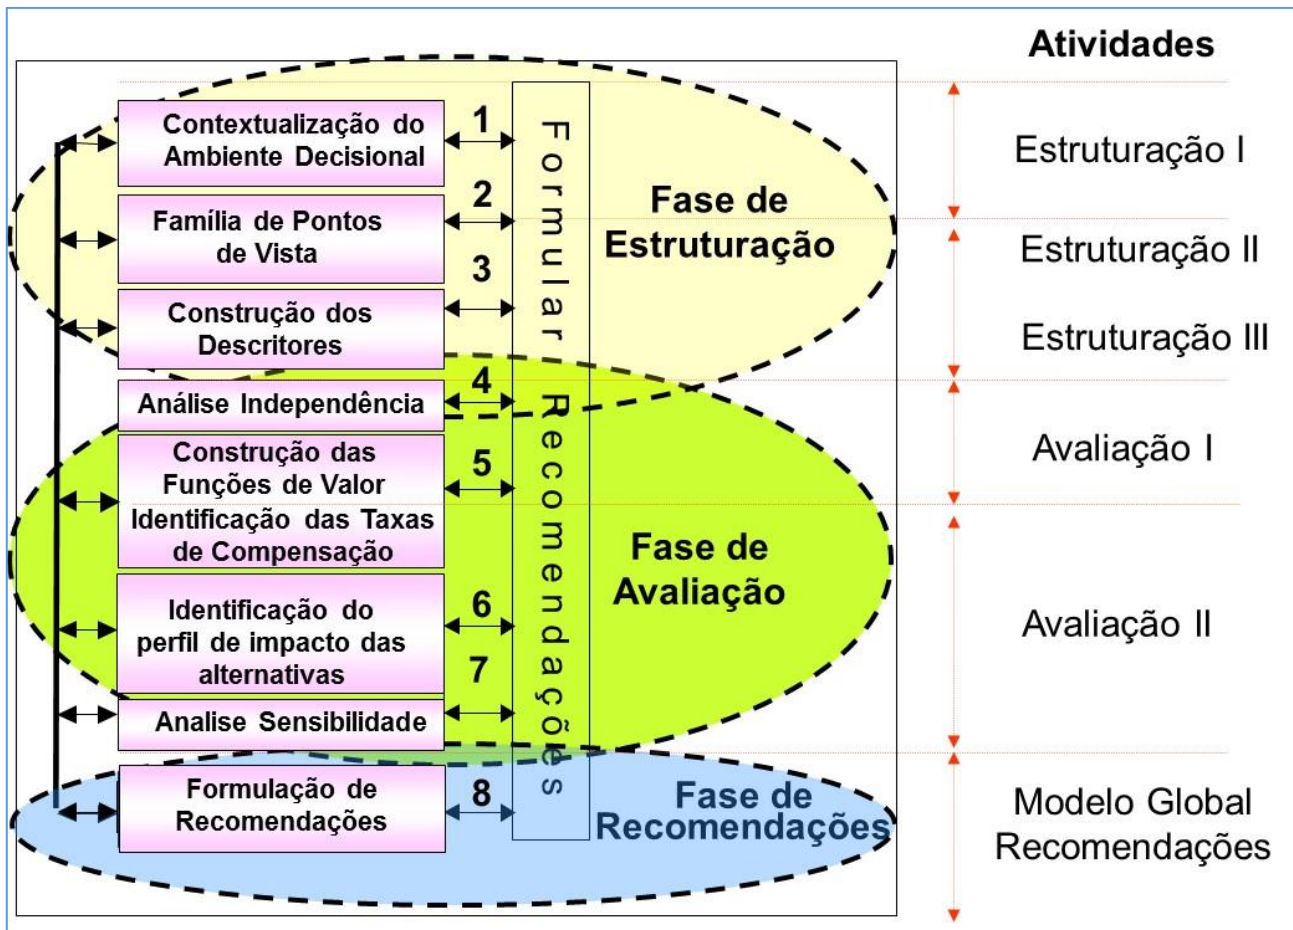 Atividades
Contextualização do
Ambiente Decisional
1
Família de Pontos
de Vista
2
3
Construção dos
Descritores
Análise Independência
4
Construção das
Funções de Valor
5
Identificação das Taxas
de Compensação
Identificação do
perfil de impacto das
alternativas
6
7
Analise Sensibilidade
Formulação de
Recomendações
8
Formular Recomendações
Fase de
Estruturação
Fase de
Avaliação
Fase de
Recomendações
Estruturação I
Estruturação II
Estruturação III
Avaliação I
Avaliação II
Modelo Global
Recomendações